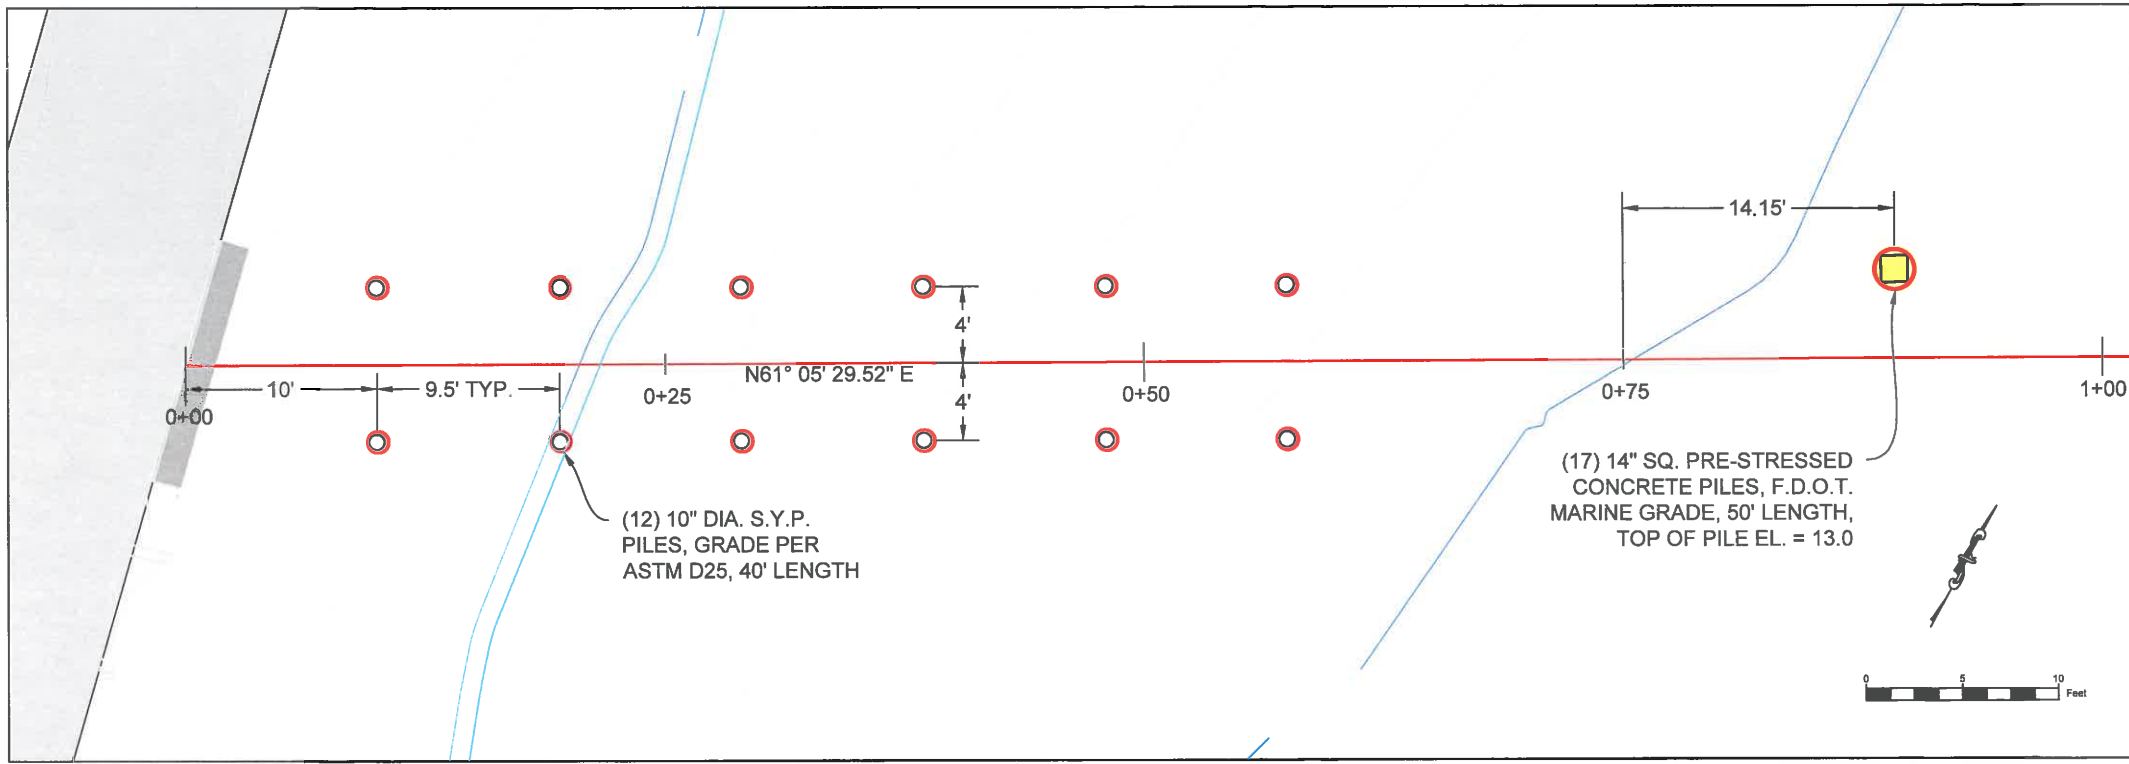 14.15'
4'
N61° 05' 29.52" E
10'
9.5' TYP.
4'
0+00
0+25
0+50
0+75
1+00
(12) 10" DIA. S.Y.P.
PILES, GRADE PER
ASTM D25, 40' LENGTH
(17) 14" SQ. PRE-STRESSED
CONCRETE PILES, F.D.O.T.
MARINE GRADE, 50' LENGTH,
TOP OF PILE EL. = 13.0
0 5 10
Feet